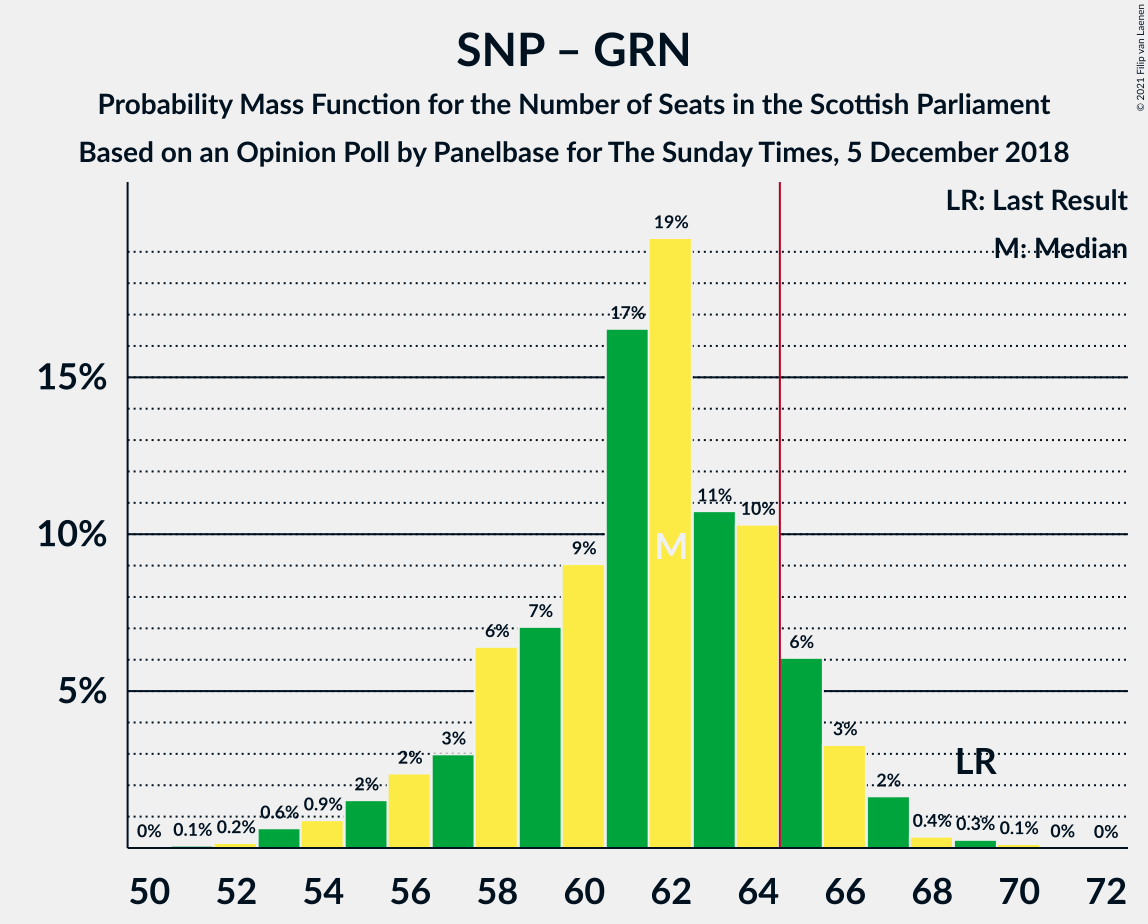 SNP – GRN
Probability Mass Function for the Number of Seats in the Scottish Parliament
Based on an Opinion Poll by Panelbase for The Sunday Times, 5 December 2018
© 2021 Filip van Laenen
LR: Last Result
M: Median
15%
10%
5%
0% 0.1% 0.2% 0.6% 0.9% 2% 2% 3% 6% 7% 9% 17% 19% 11% 10% 6% 3% 2% 0.4% 0.3% 0.1% 0% 0%
M
LR
50 52 54 56 58 60 62 64 66 68 70 72